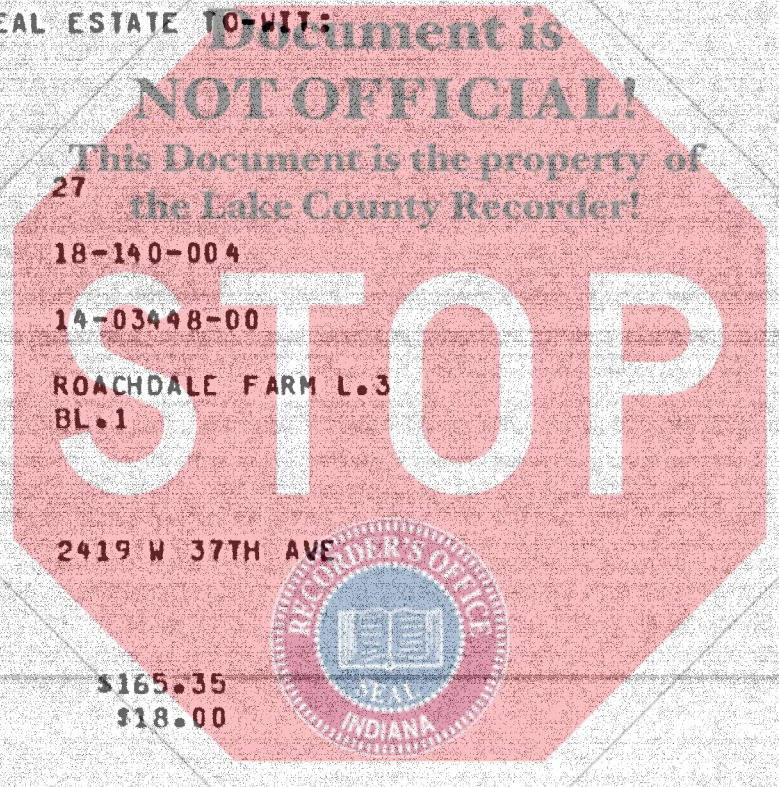 EAL ESTATE TO-WIT:
Document is
NOT OFFICIAL!
This Document is the property of
27
the Lake County Recorder!
18-140-004
14-03448-00
STOP
ROACHDALE FARM L.3
BL.1
2419 W 37TH AVE
RECORDER'S OFFICE
SEAL
INDIANA
$165.35
$18.00